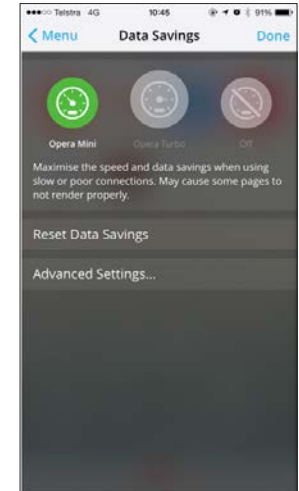 Telstra 4G 10:45 91%
Menu Data Savings Done
Opera Mini Opera Turbo Off
Maximise the speed and data savings when using
slow or poor connections. May cause some pages to
not render properly.
Reset Data Savings
Advanced Settings...